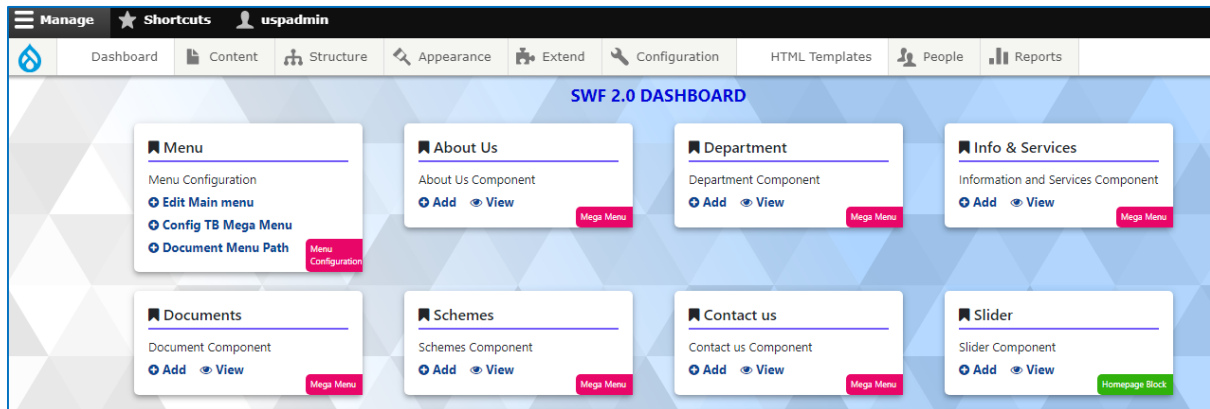 Manage Shortcuts uspadmin
Dashboard Content Structure Appearance Extend Configuration HTML Templates People Reports
SWF 2.0 DASHBOARD
Menu
Menu Configuration
Edit Main menu
Config TB Mega Menu
Document Menu Path
Menu
Configuration
About Us
About Us Component
Add View
Mega Menu
Department
Department Component
Add View
Mega Menu
Info & Services
Information and Services Component
Add View
Mega Menu
Documents
Document Component
Add View
Mega Menu
Schemes
Schemes Component
Add View
Mega Menu
Contact us
Contact us Component
Add View
Mega Menu
Slider
Slider Component
Add View
Homepage Block